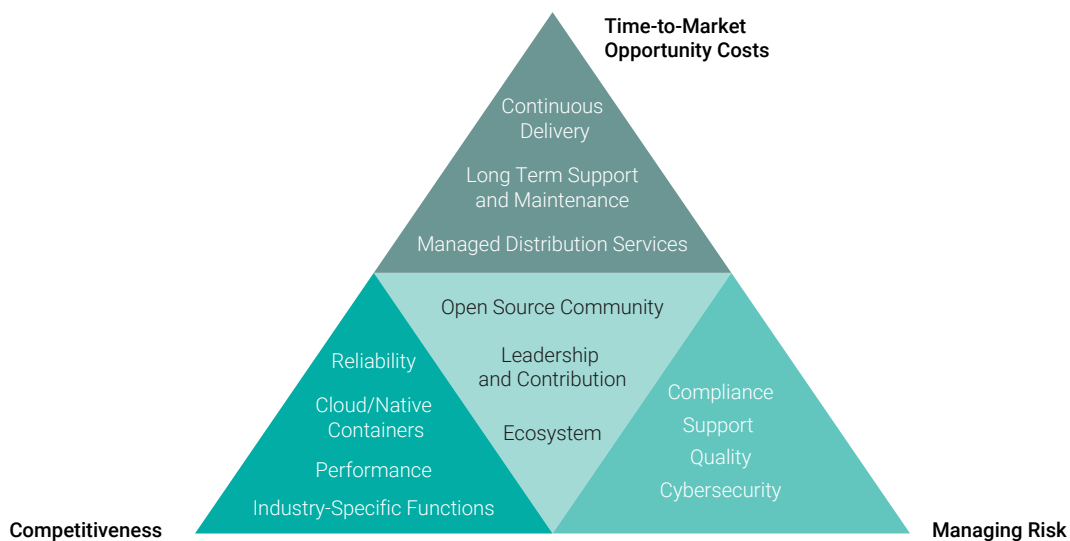 Time-to-Market
Opportunity Costs
Continuous
Delivery
Long Term Support
and Maintenance
Managed Distribution Services
Open Source Community
Leadership
and Contribution
Ecosystem
Reliability
Cloud/Native
Containers
Performance
Industry-Specific Functions
Compliance
Support
Quality
Cybersecurity
Competitiveness
Managing Risk